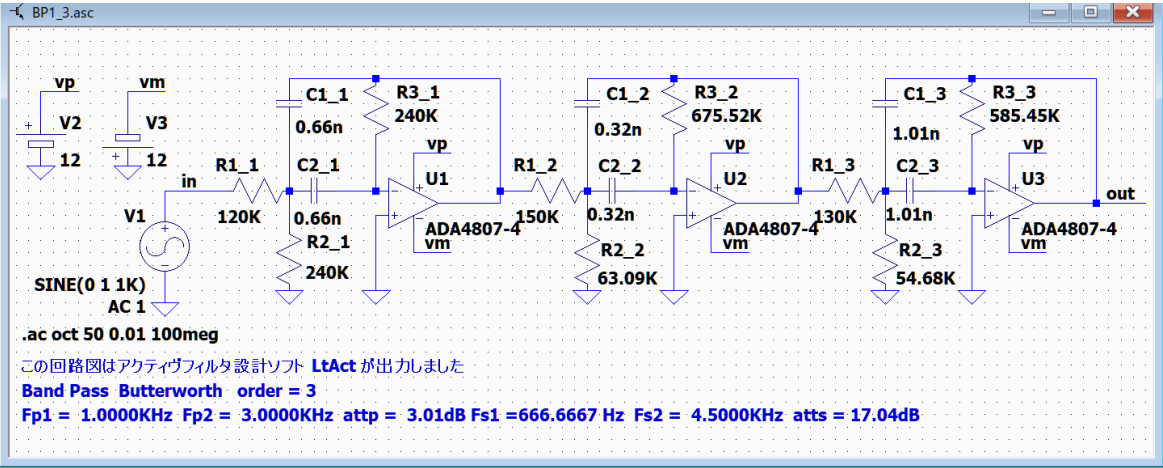 BP1_3.asc
vp
vm
V2
V3
12
12
in
V1
SINE(0 1 1K)
AC 1
R1_1
120K
C1_1
0.66n
C2_1
0.66n
R2_1
240K
R3_1
240K
vp
U1
ADA4807-4
vm
R1_2
150K
C1_2
0.32n
C2_2
0.32n
R2_2
63.09K
R3_2
675.52K
vp
U2
ADA4807-4
vm
R1_3
130K
C1_3
1.01n
C2_3
1.01n
R2_3
54.68K
R3_3
585.45K
vp
U3
ADA4807-4
vm
out
.ac oct 50 0.01 100meg
この回路図はアクティヴフィルタ設計ソフト LtAct が出力しました
Band Pass Butterworth order = 3
Fp1 = 1.0000KHz Fp2 = 3.0000KHz attp = 3.01dB Fs1 =666.6667 Hz Fs2 = 4.5000KHz atts = 17.04dB